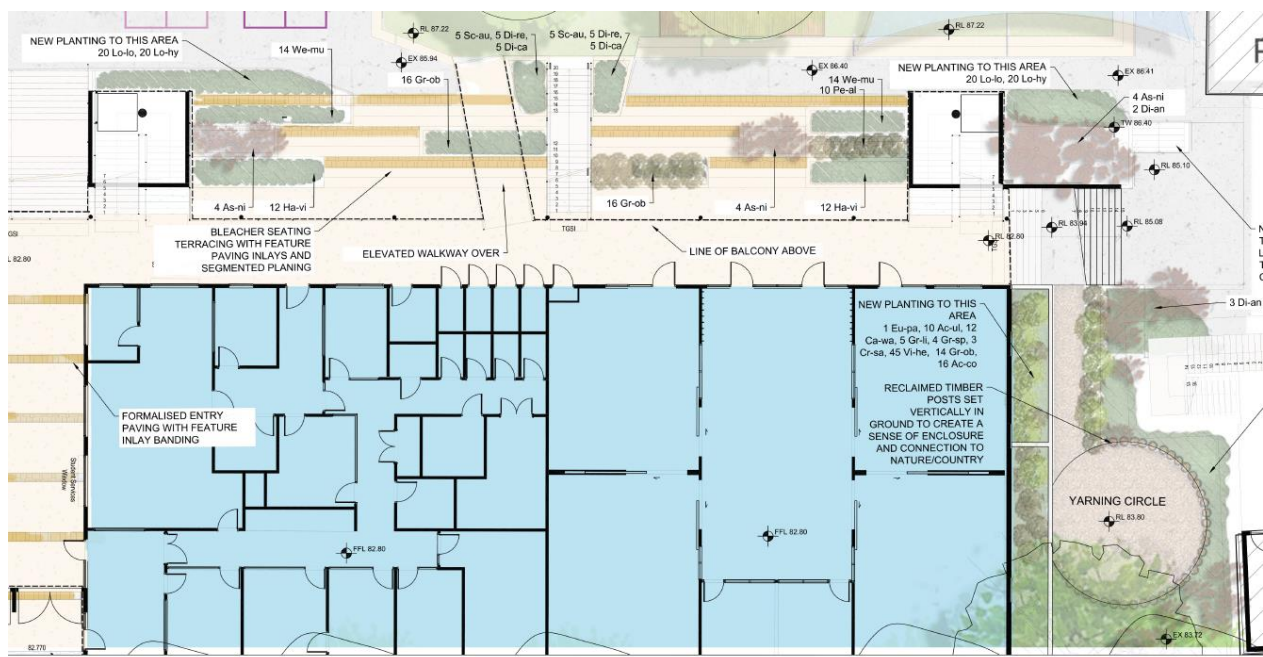 RL 87.22
RL 87.22
NEW PLANTING TO THIS AREA
20 Lo-lo, 20 Lo-hy
14 We-mu
EX 85.94
16 Gr-ob
5 Sc-au, 5 Di-re,
5 Di-ca
5 Sc-au, 5 Di-re,
5 Di-ca
EX 86.40
14 We-mu
10 Pe-al
NEW PLANTING TO THIS AREA
20 Lo-lo, 20 Lo-hy
EX 86.41
4 As-ni
2 Di-an
TW 86.40
RL 85.10
4 As-ni
12 Ha-vi
16 Gr-ob
4 As-ni
12 Ha-vi
RL 83.94
RL 85.08
RL 82.80
TGSI
TGSI
TGSI
BLEACHER SEATING
TERRACING WITH FEATURE
PAVING INLAYS AND
SEGMENTED PLANING
ELEVATED WALKWAY OVER
LINE OF BALCONY ABOVE
FL 82.80
NEW PLANTING TO THIS
AREA
1 Eu-pa, 10 Ac-ul, 12
Ca-wa, 5 Gr-li, 4 Gr-sp, 3
Cr-sa, 45 Vi-he, 14 Gr-ob,
16 Ac-co
3 Di-an
RECLAIMED TIMBER
POSTS SET
VERTICALLY IN
GROUND TO CREATE A
SENSE OF ENCLOSURE
AND CONNECTION TO
NATURE/COUNTRY
FORMALISED ENTRY
PAVING WITH FEATURE
INLAY BANDING
Student Services
Window
YARNING CIRCLE
RL 83.80
FFL 82.80
FFL 82.80
EX 83.72
82.770